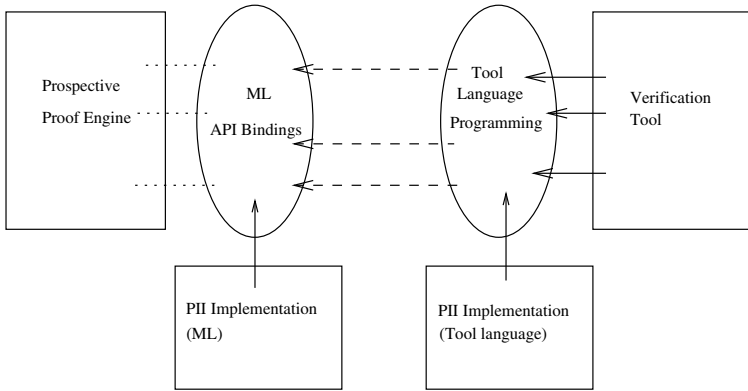 Prospective
Proof Engine
ML
API Bindings
Tool
Language
Programming
Verification
Tool
PII Implementation
(ML)
PII Implementation
(Tool language)